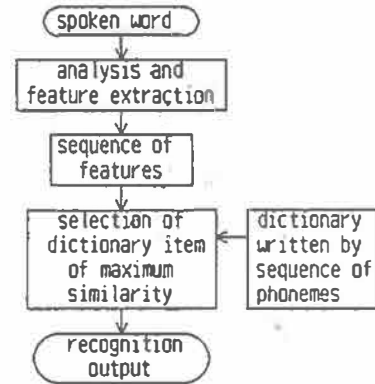 spoken word
analysis and
feature extraction
sequence of
features
selection of
dictionary item
of maximum
similarity
dictionary
written by
sequence of
phonemes
recognition
output